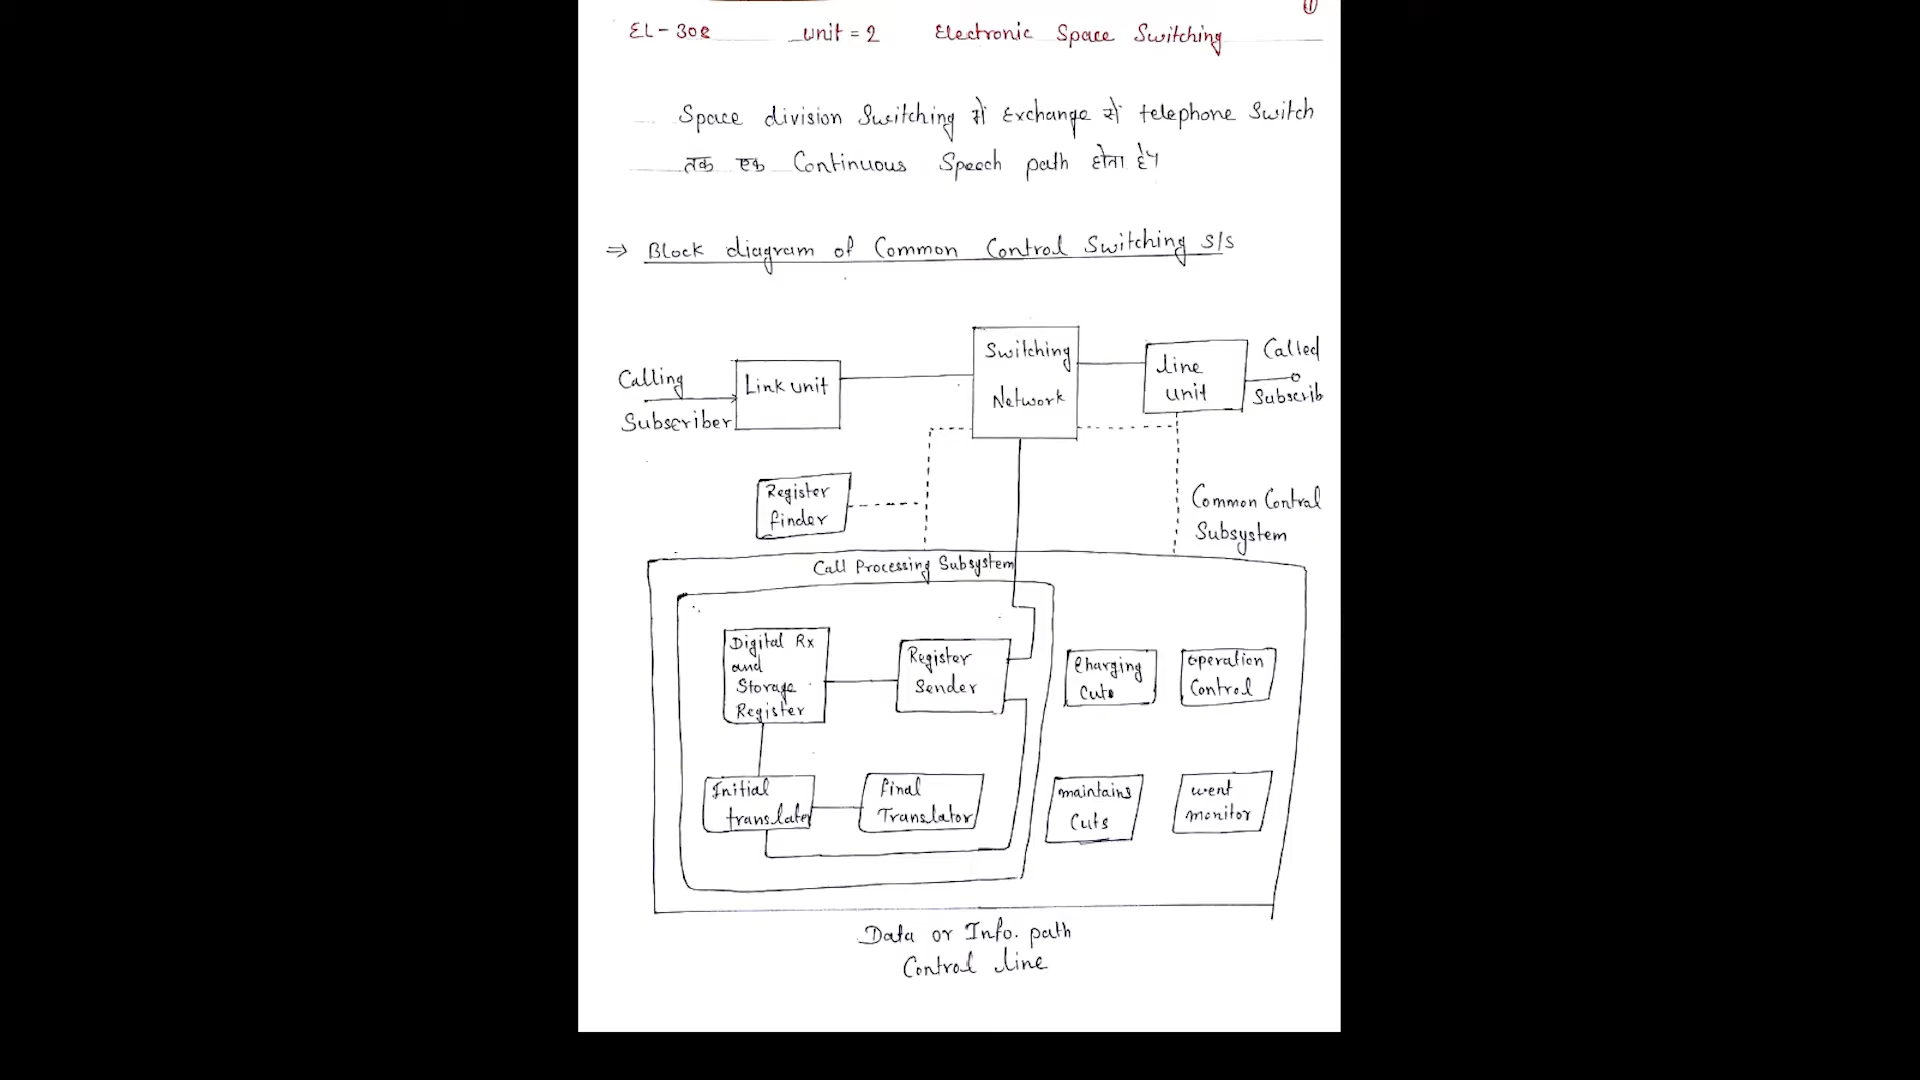 ①
EL-308 Unit = 2 Electronic Space Switching
Space division Switching में Exchange से telephone Switch
तक एक Continuous Speech path होता है।
⇒ Block diagram of Common Control Switching S/S
Calling
Subscriber
Link unit
Switching
Network
line
unit
Called
Subscrib
Register
finder
Common Control
Subsystem
Call Processing Subsystem
Digital Rx
and
Storage
Register
Register
Sender
Charging
Cuts
operation
Control
Initial
translater
final
Translator
maintains
Cuts
went
monitor
Data or Info. path
Control line